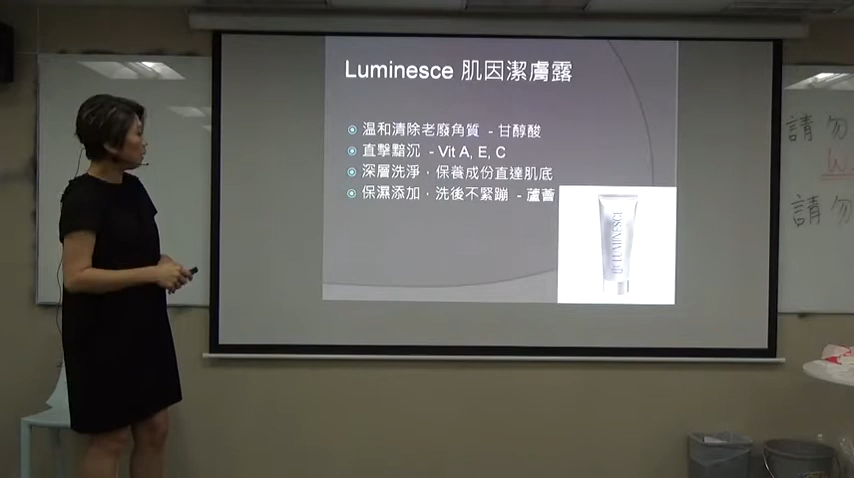 Luminesce 肌因潔膚露
溫和清除老廢角質 - 甘醇酸
直擊黯沉 - Vit A, E, C
深層洗淨，保養成份直達肌底
保濕添加，洗後不緊蹦 - 蘆薈
LUMINESCE
請勿
請勿